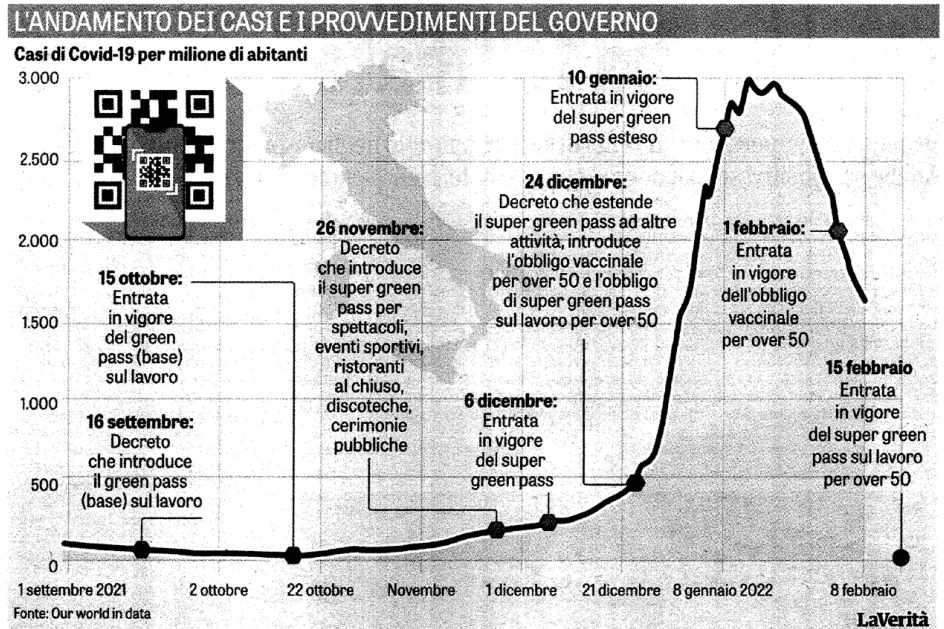 L'ANDAMENTO DEI CASI E I PROVVEDIMENTI DEL GOVERNO
Casi di Covid-19 per milione di abitanti
3.000
2.500
2.000
1.500
1.000
500
0
16 settembre:
Decreto
che introduce
il green pass
(base) sul lavoro
15 ottobre:
Entrata
in vigore
del green
pass (base)
sul lavoro
26 novembre:
Decreto
che introduce
il super green
pass per
spettacoli,
eventi sportivi,
ristoranti
al chiuso,
discoteche,
cerimonie
pubbliche
6 dicembre:
Entrata
in vigore
del super
green pass
24 dicembre:
Decreto che estende
il super green pass ad altre
attività, introduce
l'obbligo vaccinale
per over 50 e l'obbligo
di super green pass
sul lavoro per over 50
10 gennaio:
Entrata in vigore
del super green
pass esteso
1 febbraio:
Entrata
in vigore
dell'obbligo
vaccinale
per over 50
15 febbraio
Entrata
in vigore
del super green
pass sul lavoro
per over 50
1 settembre 2021
2 ottobre
22 ottobre
Novembre
1 dicembre
21 dicembre
8 gennaio 2022
8 febbraio
Fonte: Our world in data
LaVerità